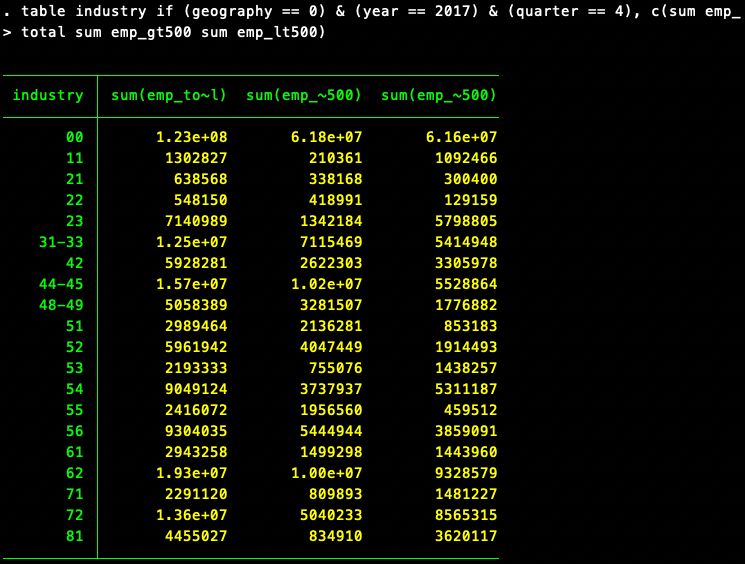 . table industry if (geography == 0) & (year == 2017) & (quarter == 4), c(sum emp_
> total sum emp_gt500 sum emp_lt500)
industry sum(emp_to~l) sum(emp_~500) sum(emp_~500)
00 1.23e+08 6.18e+07 6.16e+07
11 1302827 210361 1092466
21 638568 338168 300400
22 548150 418991 129159
23 7140989 1342184 5798805
31-33 1.25e+07 7115469 5414948
42 5928281 2622303 3305978
44-45 1.57e+07 1.02e+07 5528864
48-49 5058389 3281507 1776882
51 2989464 2136281 853183
52 5961942 4047449 1914493
53 2193333 755076 1438257
54 9049124 3737937 5311187
55 2416072 1956560 459512
56 9304035 5444944 3859091
61 2943258 1499298 1443960
62 1.93e+07 1.00e+07 9328579
71 2291120 809893 1481227
72 1.36e+07 5040233 8565315
81 4455027 834910 3620117